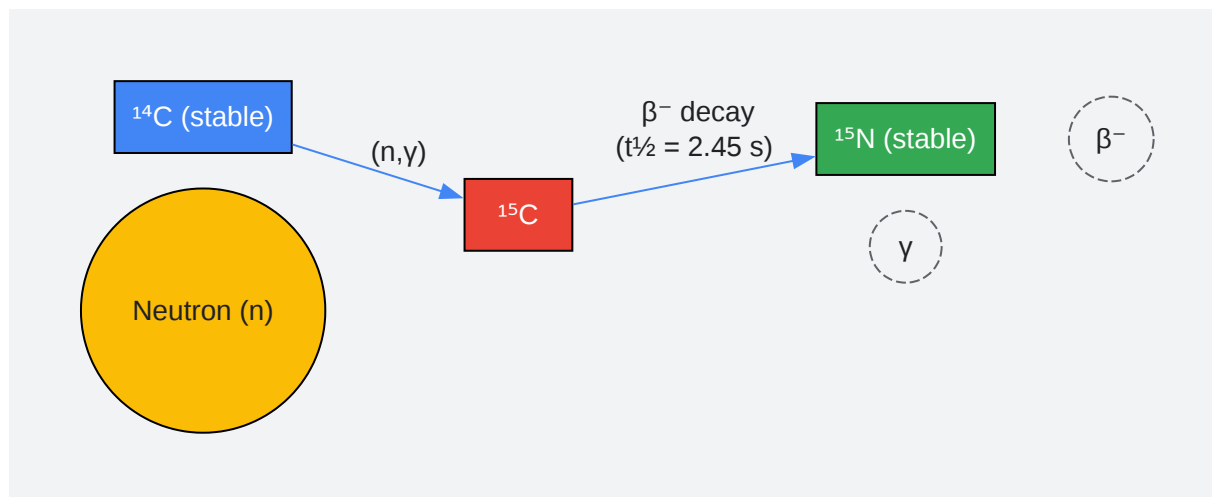 ¹⁴C (stable)
(n,γ)
¹⁵C
β⁻ decay
(t½ = 2.45 s)
¹⁵N (stable)
β⁻
γ
Neutron (n)